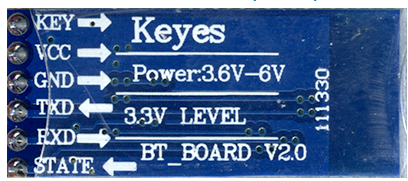 KEY
VCC
GND
TXD
RXD
STATE
Keyes
Power:3.6V-6V
3.3V LEVEL
BT_BOARD V2.0
111330